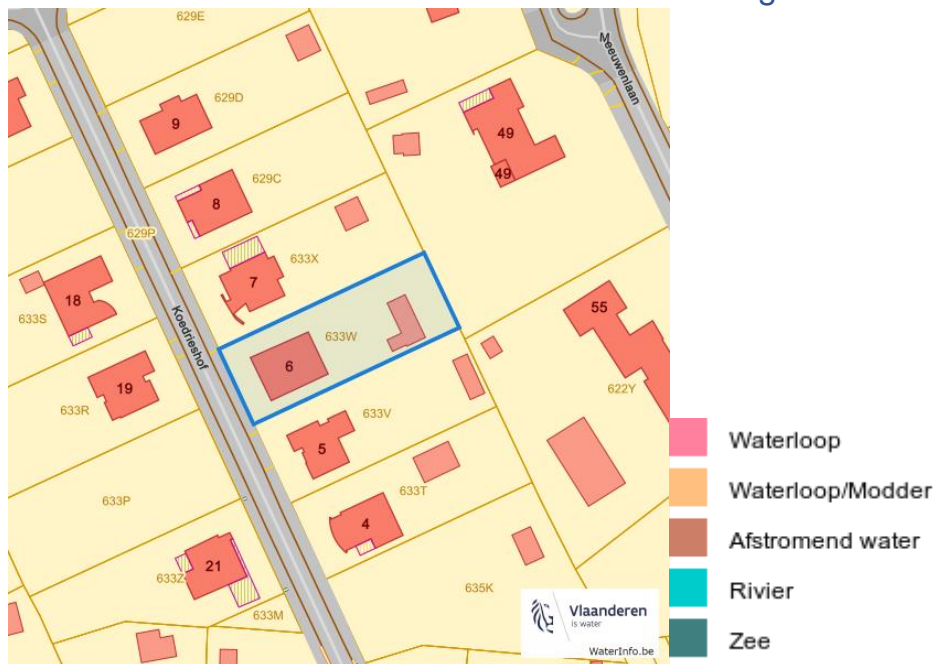 g
629E
Meeuwenlaan
629D
9
49
49
629C
8
629P
633X
7
18
633S
Koedrieshof
633W
6
55
19
633R
633V
5
622Y
633P
633T
4
21
633Z
635K
633M
Vlaanderen
is water
WaterInfo.be
Waterloop
Waterloop/Modder
Afstromend water
Rivier
Zee